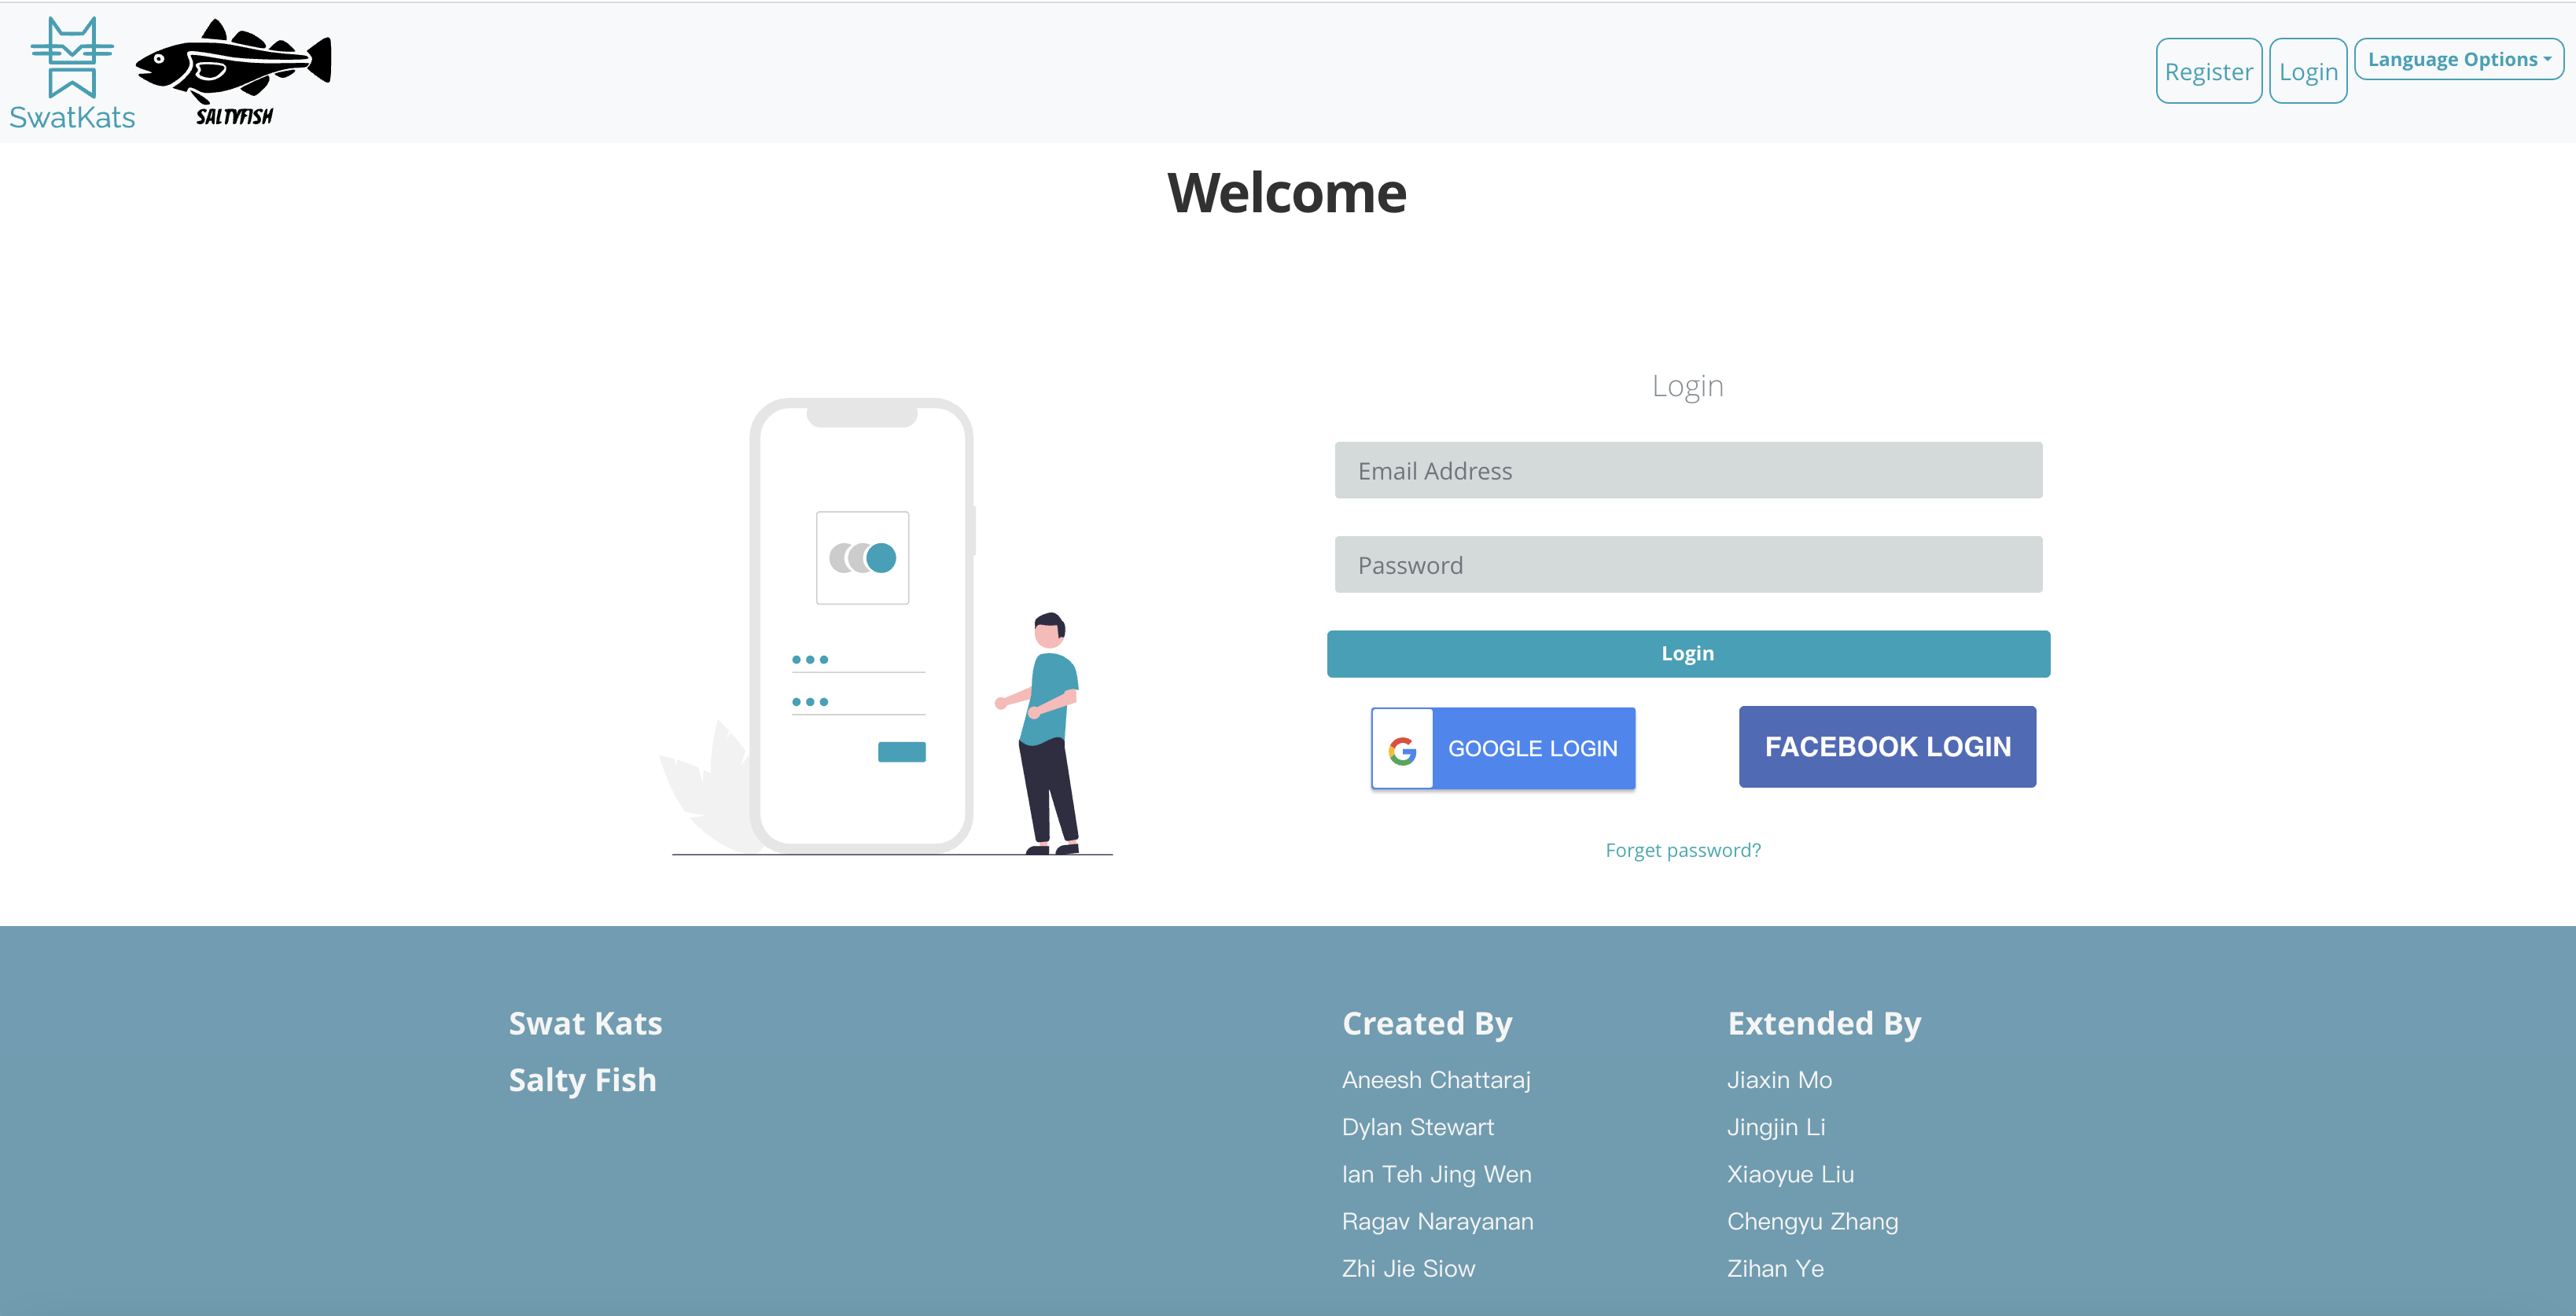 SwatKats
SALTYFISH
Register
Login
Language Options
Welcome
Login
Email Address
Password
Login
GOOGLE LOGIN
FACEBOOK LOGIN
Forget password?
Swat Kats
Salty Fish
Created By
Aneesh Chattaraj
Dylan Stewart
Ian Teh Jing Wen
Ragav Narayanan
Zhi Jie Siow
Extended By
Jiaxin Mo
Jingjin Li
Xiaoyue Liu
Chengyu Zhang
Zihan Ye